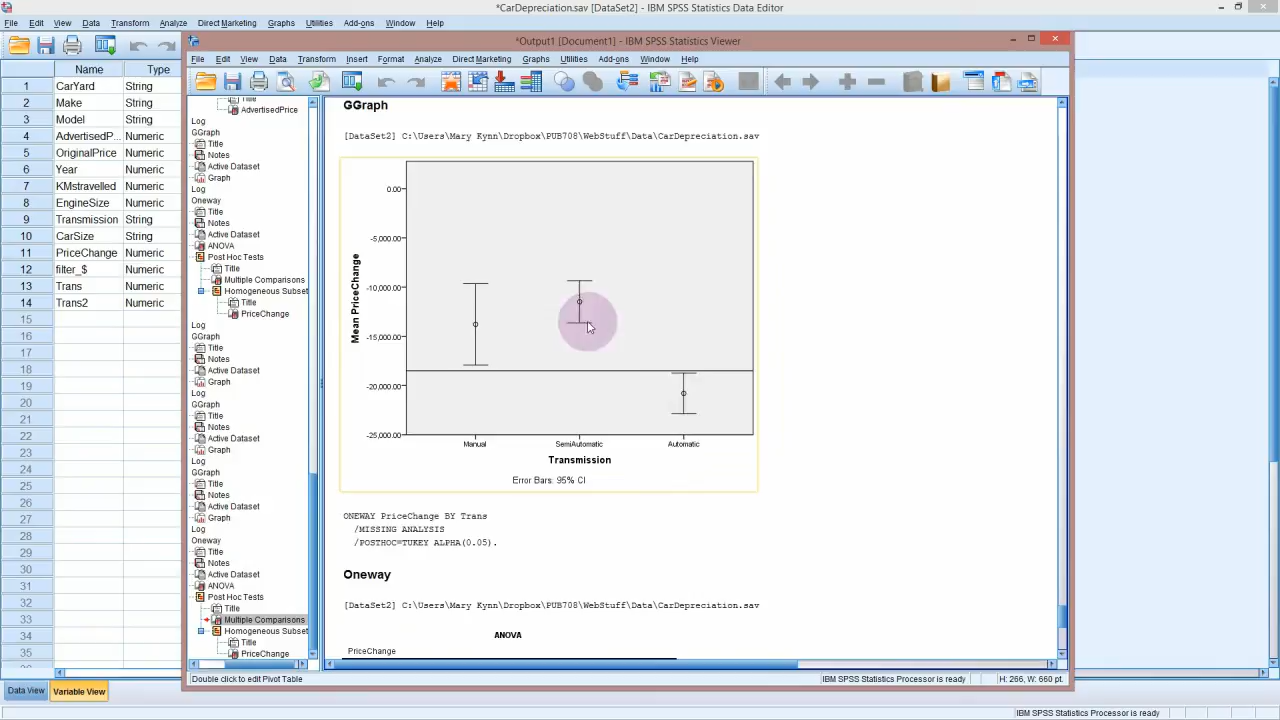 *CarDepreciation.sav [DataSet2] - IBM SPSS Statistics Data Editor
File Edit View Data Transform Analyze Direct Marketing Graphs Utilities Add-ons Window Help
Name Type
1 CarYard String
2 Make String
3 Model String
4 AdvertisedP... Numeric
5 OriginalPrice Numeric
6 Year Numeric
7 KMstravelled Numeric
8 EngineSize Numeric
9 Transmission String
10 CarSize String
11 PriceChange Numeric
12 filter_$ Numeric
13 Trans Numeric
14 Trans2 Numeric
15
16
17
18
19
20
21
22
23
24
25
26
27
28
29
30
31
32
33
34
35
Data View Variable View
*Output1 [Document1] - IBM SPSS Statistics Viewer
File Edit View Data Transform Insert Format Analyze Direct Marketing Graphs Utilities Add-ons Window Help
Title
AdvertisedPrice
Log
GGraph
Title
Notes
Active Dataset
Graph
Log
Oneway
Title
Notes
Active Dataset
ANOVA
Post Hoc Tests
Title
Multiple Comparisons
Homogeneous Subset
Title
PriceChange
Log
GGraph
Title
Notes
Active Dataset
Graph
Log
GGraph
Title
Notes
Active Dataset
Graph
Log
GGraph
Title
Notes
Active Dataset
Graph
Log
Oneway
Title
Notes
Active Dataset
ANOVA
Post Hoc Tests
Title
Multiple Comparisons
Homogeneous Subset
Title
PriceChange
GGraph
[DataSet2] C:\Users\Mary Kynn\Dropbox\PUB708\WebStuff\Data\CarDepreciation.sav
Mean PriceChange
0.00
-5,000.00
-10,000.00
-15,000.00
-20,000.00
-25,000.00
Manual SemiAutomatic Automatic
Transmission
Error Bars: 95% CI
ONEWAY PriceChange BY Trans
/MISSING ANALYSIS
/POSTHOC=TUKEY ALPHA(0.05).
Oneway
[DataSet2] C:\Users\Mary Kynn\Dropbox\PUB708\WebStuff\Data\CarDepreciation.sav
ANOVA
PriceChange
Double click to edit Pivot Table
IBM SPSS Statistics Processor is ready
H: 266, W: 660 pt.
IBM SPSS Statistics Processor is ready